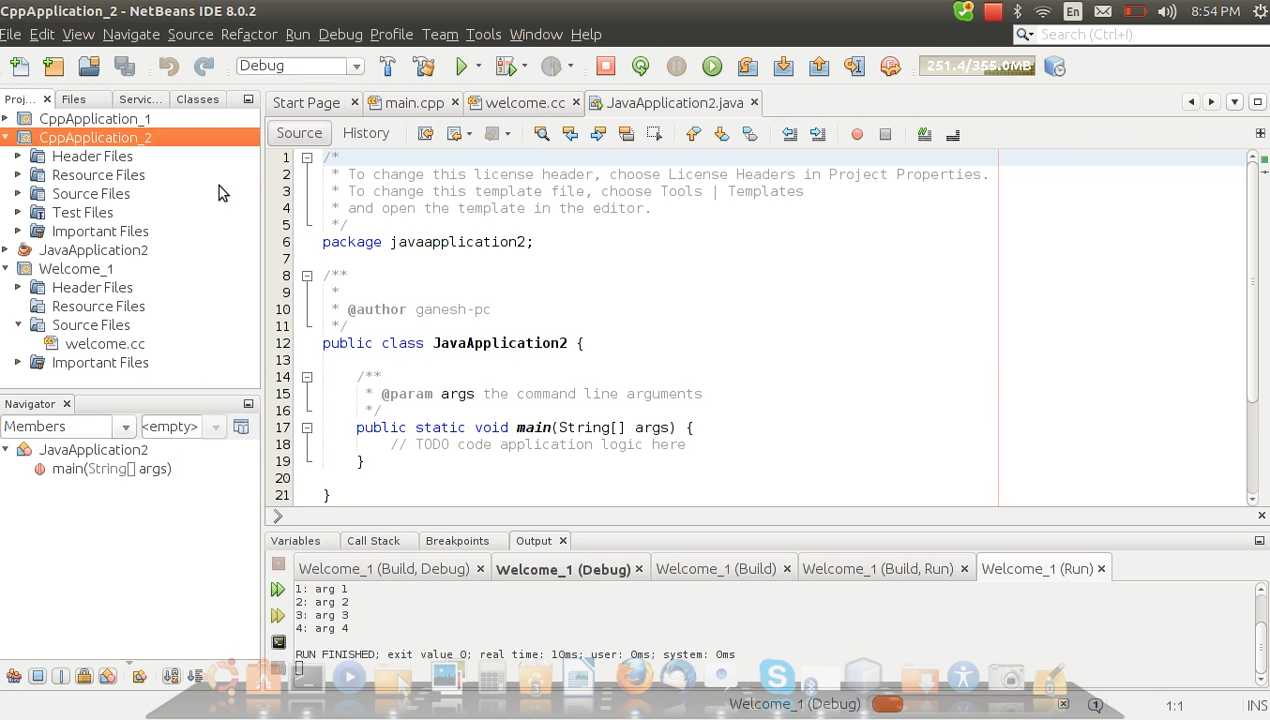 CppApplication_2 - NetBeans IDE 8.0.2
En
8:54 PM
File Edit View Navigate Source Refactor Run Debug Profile Team Tools Window Help
Search (Ctrl+I)
Debug
251.4/355.0MB
Proj... Files Servic... Classes
Start Page main.cpp welcome.cc JavaApplication2.java
Source History
CppApplication_1
CppApplication_2
Header Files
Resource Files
Source Files
Test Files
Important Files
JavaApplication2
Welcome_1
Header Files
Resource Files
Source Files
welcome.cc
Important Files
1 /*
2 * To change this license header, choose License Headers in Project Properties.
3 * To change this template file, choose Tools | Templates
4 * and open the template in the editor.
5 */
6 package javaapplication2;
7
8 /**
9 *
10 * @author ganesh-pc
11 */
12 public class JavaApplication2 {
13
14 /**
15 * @param args the command line arguments
16 */
17 public static void main(String[] args) {
18 // TODO code application logic here
19 }
20
21 }
Navigator
Members <empty>
JavaApplication2
main(String[] args)
Variables Call Stack Breakpoints Output
Welcome_1 (Build, Debug) Welcome_1 (Debug) Welcome_1 (Build) Welcome_1 (Build, Run) Welcome_1 (Run)
1: arg 1
2: arg 2
3: arg 3
4: arg 4
RUN FINISHED; exit value 0; real time: 10ms; user: 0ms; system: 0ms
Welcome_1 (Debug)
1
1:1
INS